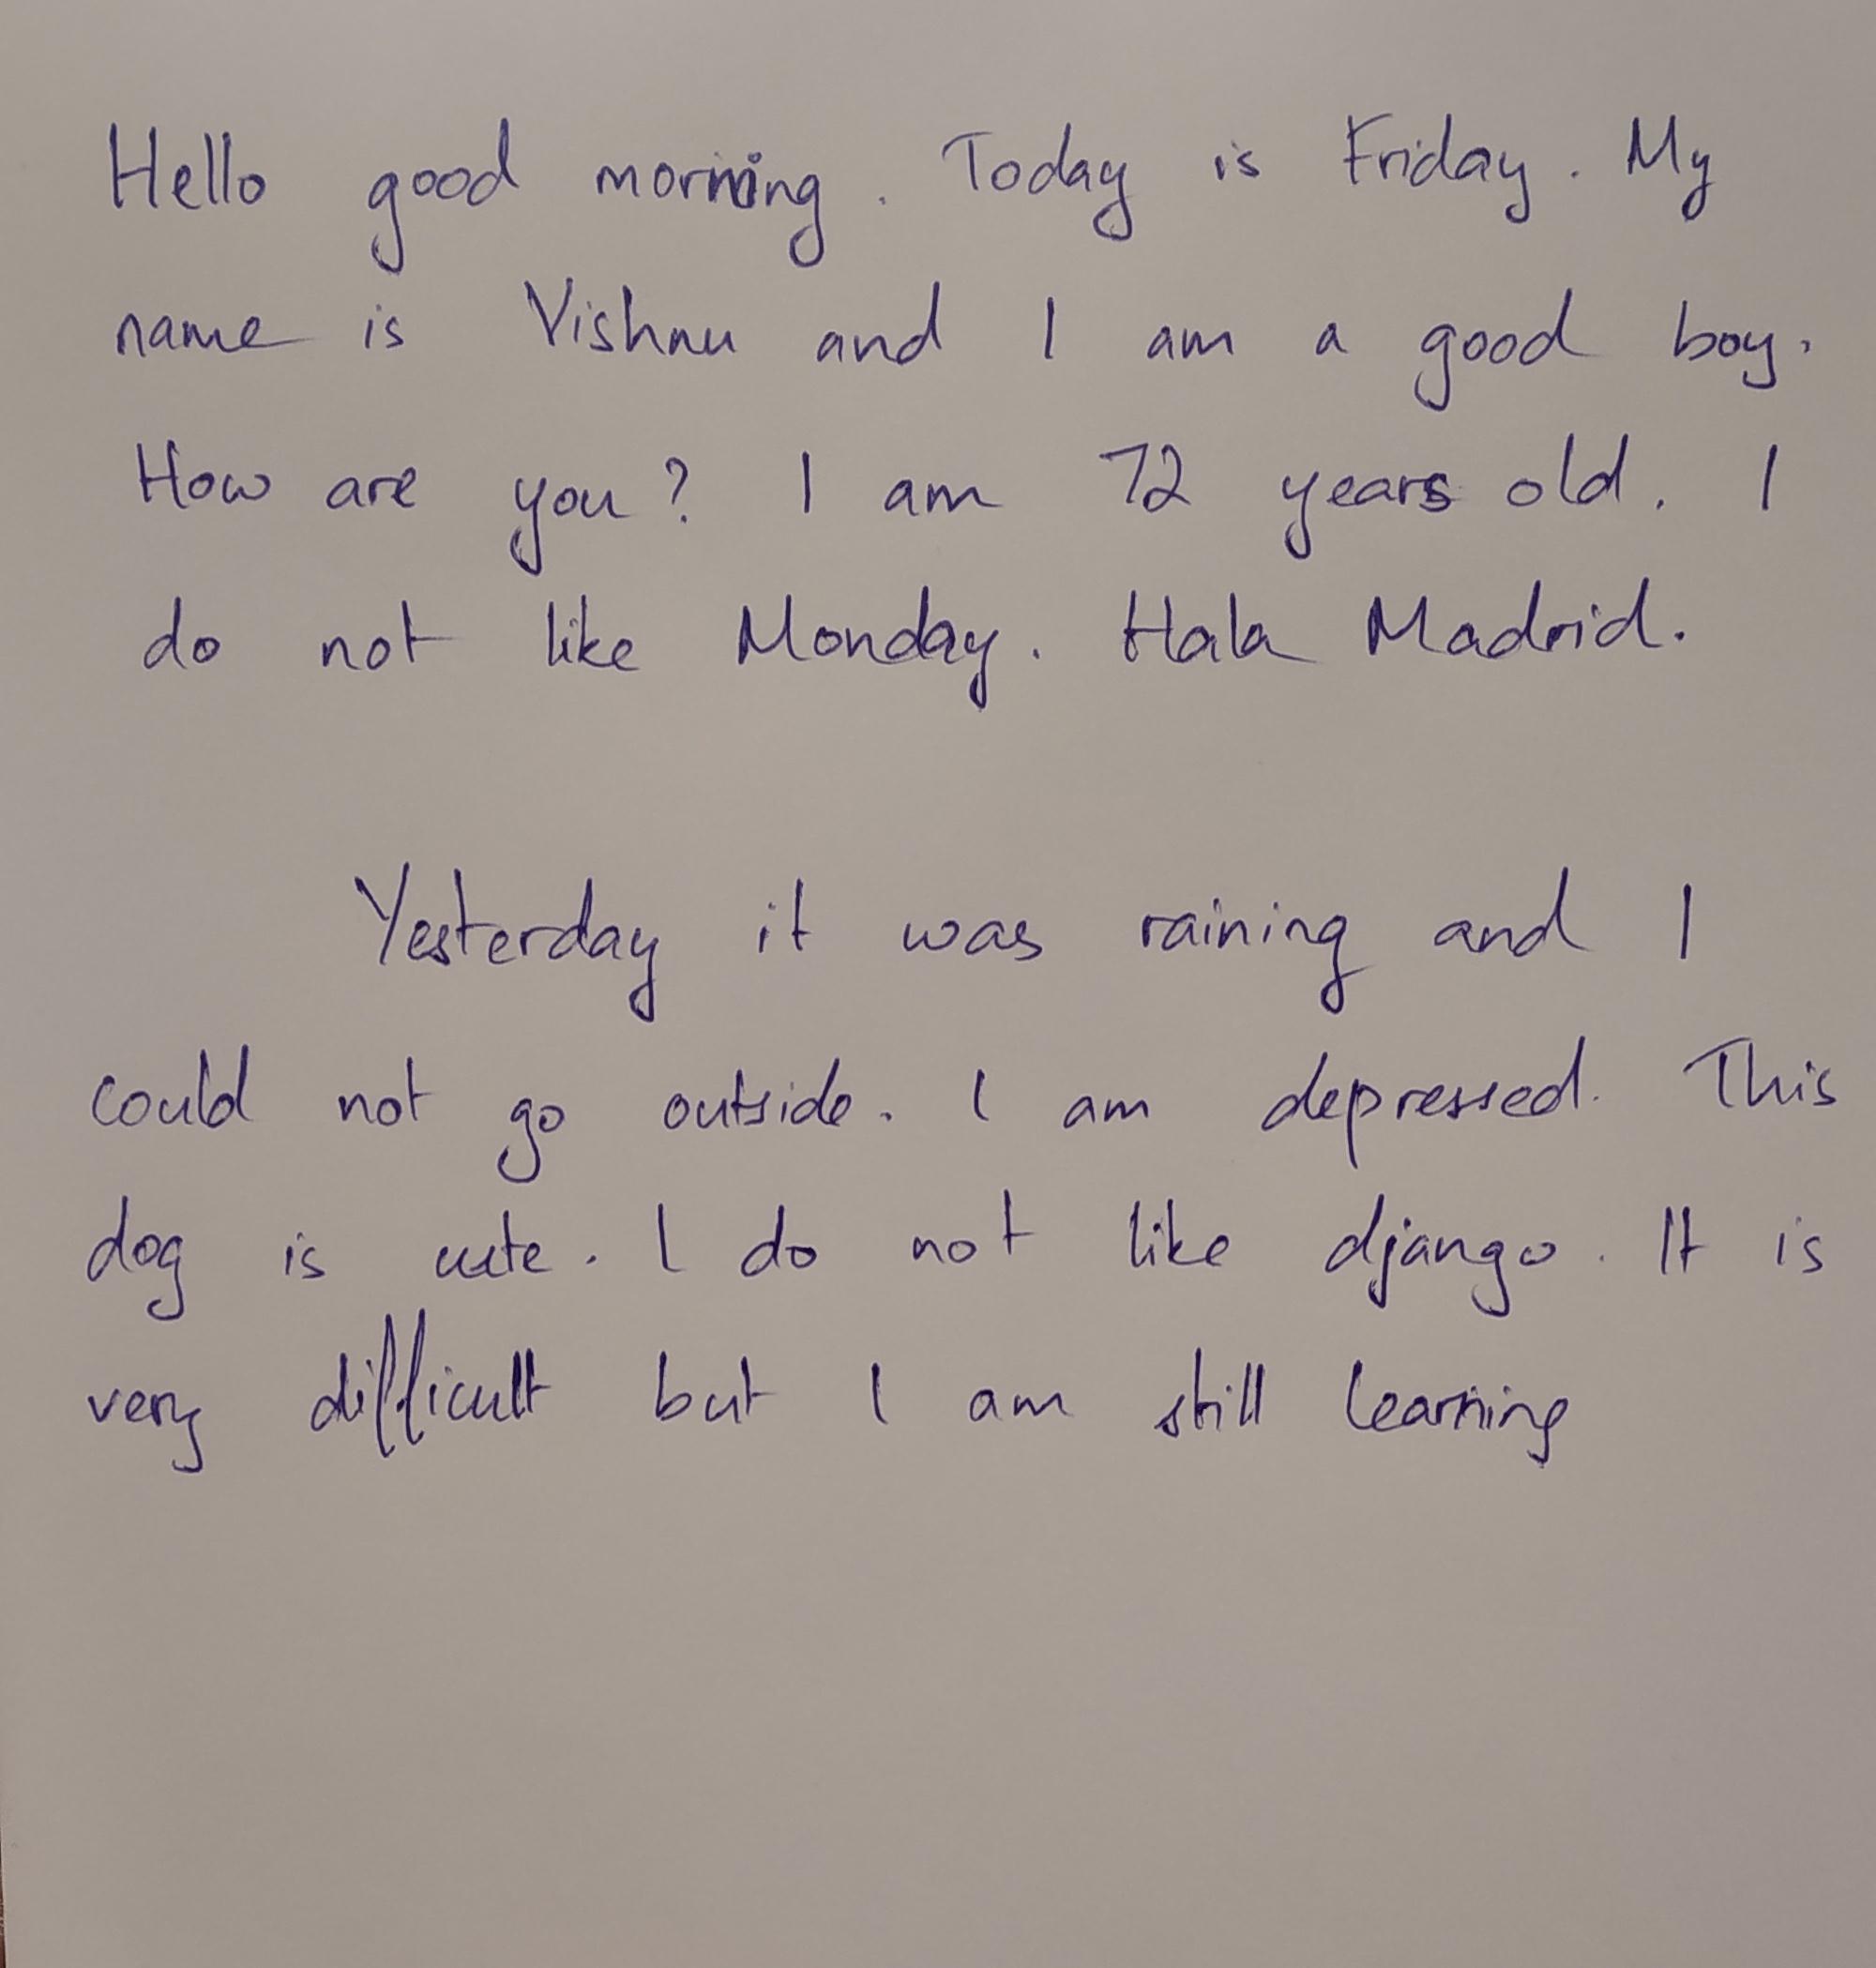 Hello good morning. Today is Friday. My
name is Vishnu and I am a good boy.
How are you? I am 72 years old. I
do not like Monday. Hala Madrid.
Yesterday it was raining and I
could not go outside. I am depressed. This
dog is cute. I do not like django. It is
very difficult but I am still learning